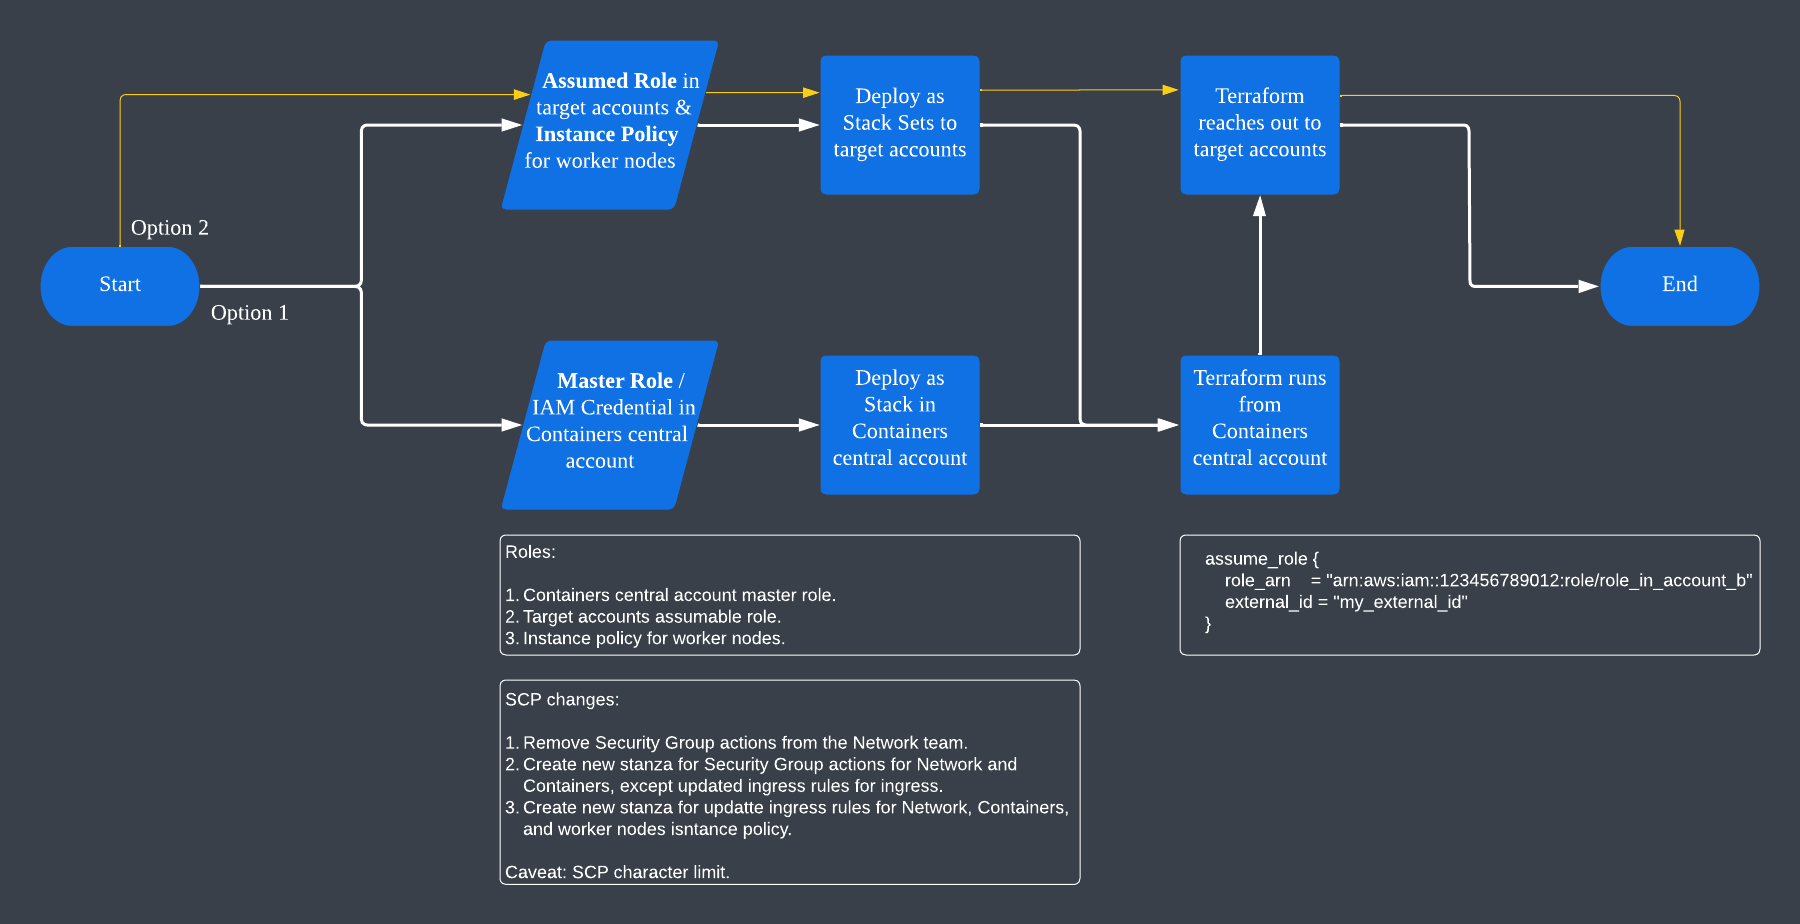 Assumed Role in
target accounts &
Instance Policy
for worker nodes
Deploy as
Stack Sets to
target accounts
Terraform
reaches out to
target accounts
Option 2
Start
Option 1
End
Master Role /
IAM Credential in
Containers central
account
Deploy as
Stack in
Containers
central account
Terraform runs
from
Containers
central account
Roles:
1. Containers central account master role.
2. Target accounts assumable role.
3. Instance policy for worker nodes.
assume_role {
role_arn = "arn:aws:iam::123456789012:role/role_in_account_b"
external_id = "my_external_id"
}
SCP changes:
1. Remove Security Group actions from the Network team.
2. Create new stanza for Security Group actions for Network and
Containers, except updated ingress rules for ingress.
3. Create new stanza for updatte ingress rules for Network, Containers,
and worker nodes isntance policy.
Caveat: SCP character limit.